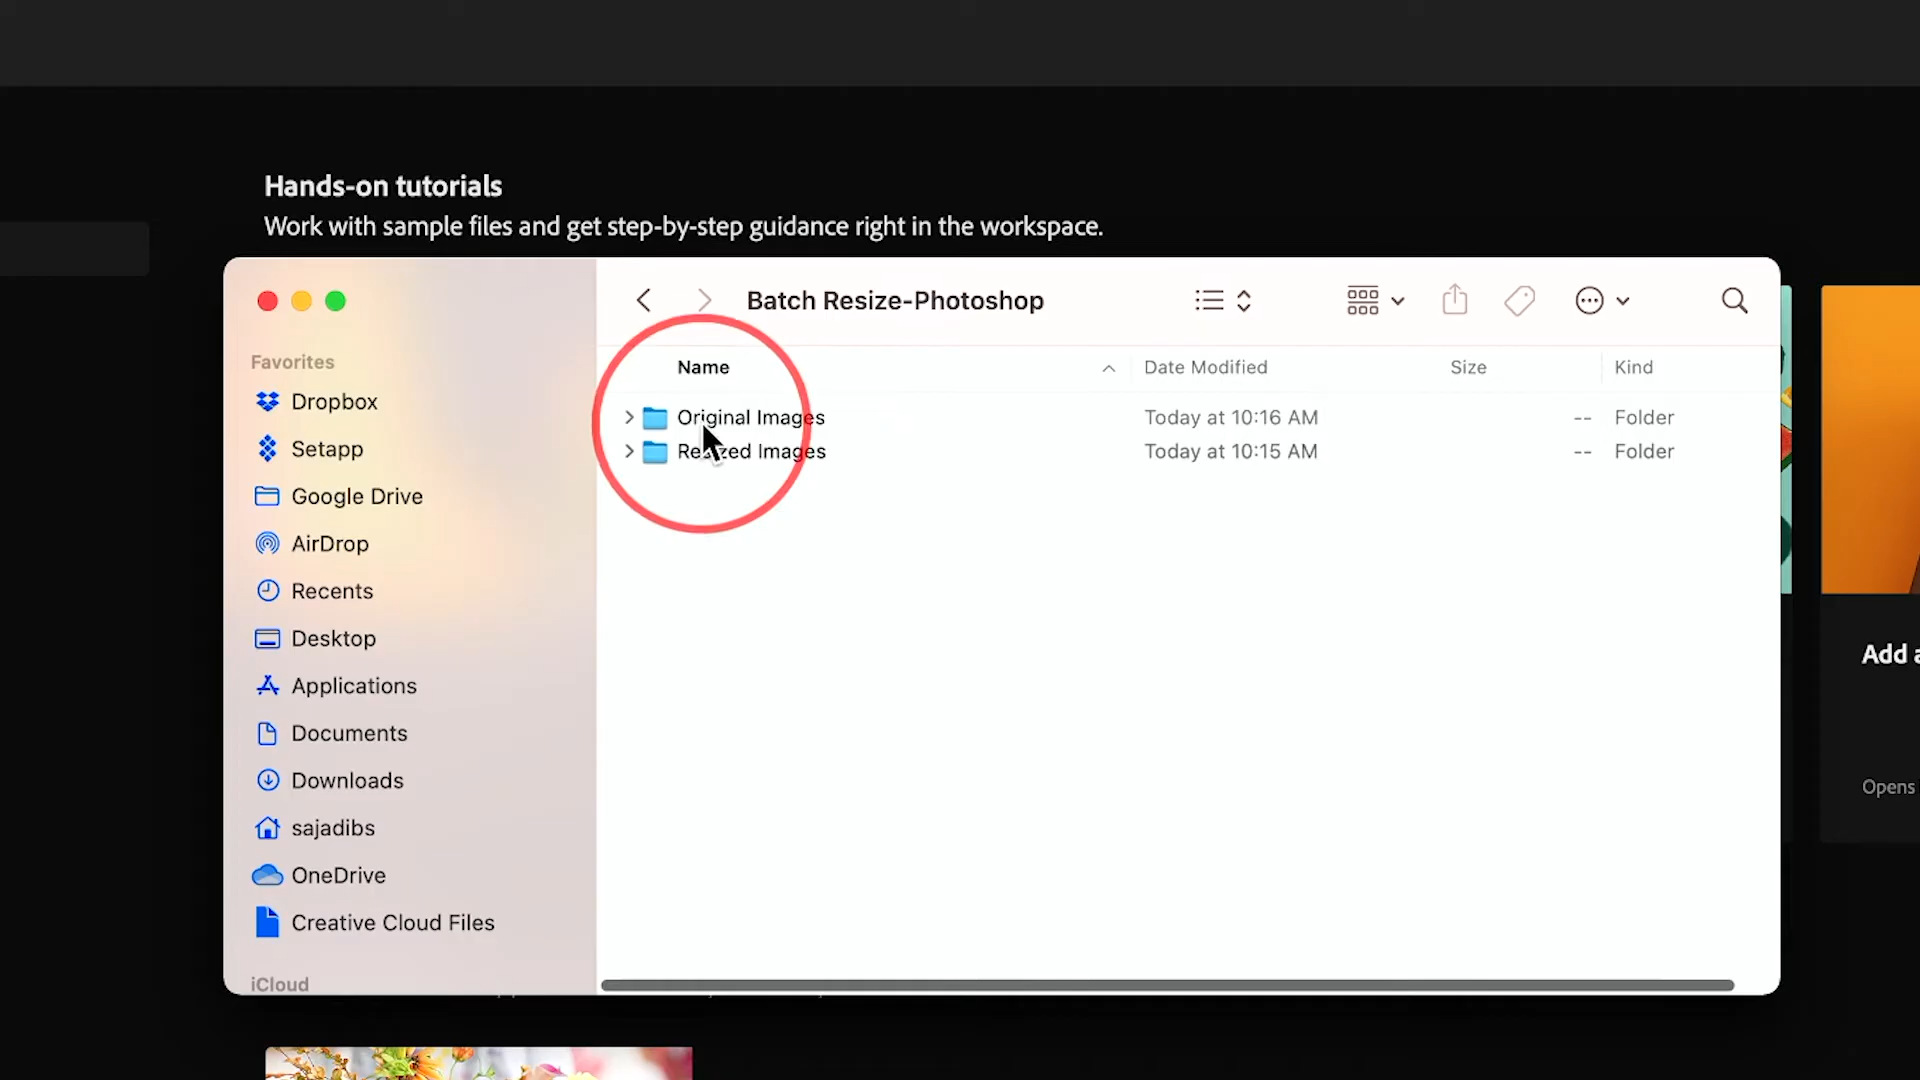 Hands-on tutorials
Work with sample files and get step-by-step guidance right in the workspace.
Batch Resize-Photoshop
Favorites
Dropbox
Setapp
Google Drive
AirDrop
Recents
Desktop
Applications
Documents
Downloads
sajadibs
OneDrive
Creative Cloud Files
iCloud
Name Date Modified Size Kind
Original Images Today at 10:16 AM -- Folder
Resized Images Today at 10:15 AM -- Folder
Add a
Opens